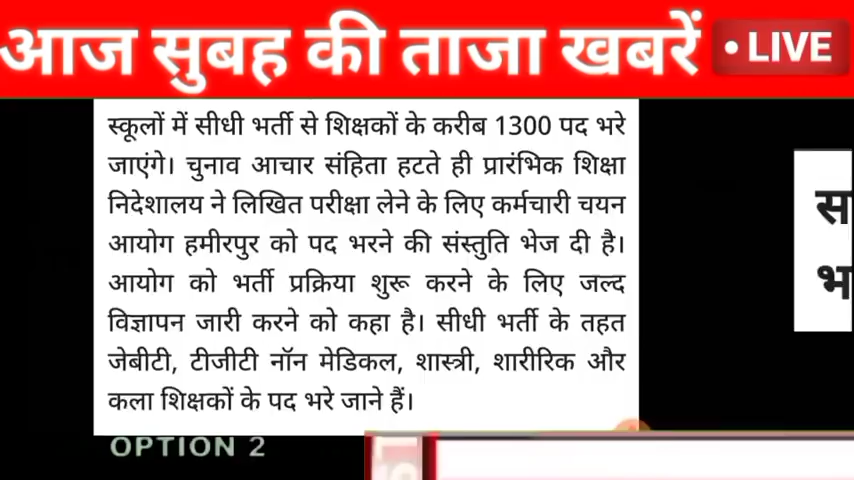 आज सुबह की ताजा खबरें • LIVE
स्कूलों में सीधी भर्ती से शिक्षकों के करीब 1300 पद भरे
जाएंगे। चुनाव आचार संहिता हटते ही प्रारंभिक शिक्षा
निदेशालय ने लिखित परीक्षा लेने के लिए कर्मचारी चयन
आयोग हमीरपुर को पद भरने की संस्तुति भेज दी है।
आयोग को भर्ती प्रक्रिया शुरू करने के लिए जल्द
विज्ञापन जारी करने को कहा है। सीधी भर्ती के तहत
जेबीटी, टीजीटी नॉन मेडिकल, शास्त्री, शारीरिक और
कला शिक्षकों के पद भरे जाने हैं।
स
भ
OPTION 2